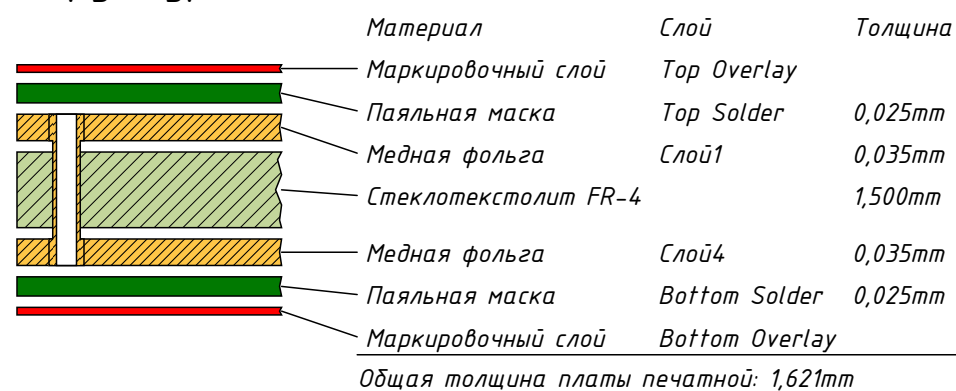 Материал Слой Толщина
Маркировочный слой Top Overlay
Паяльная маска Top Solder 0,025mm
Медная фольга Слой1 0,035mm
Стеклотекстолит FR-4 1,500mm
Медная фольга Слой4 0,035mm
Паяльная маска Bottom Solder 0,025mm
Маркировочный слой Bottom Overlay
Общая толщина платы печатной: 1,621mm